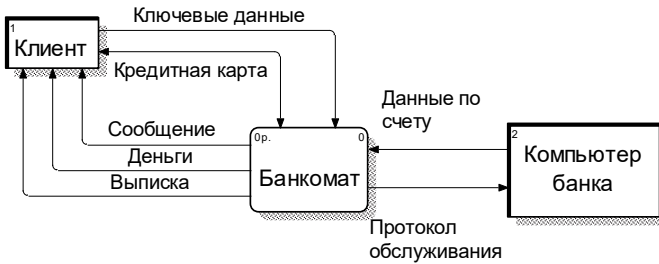 Ключевые данные
1
Клиент
Кредитная карта
Данные по
счету
Сообщение
0р.
0
2
Деньги
Банкомат
Компьютер
банка
Выписка
Протокол
обслуживания